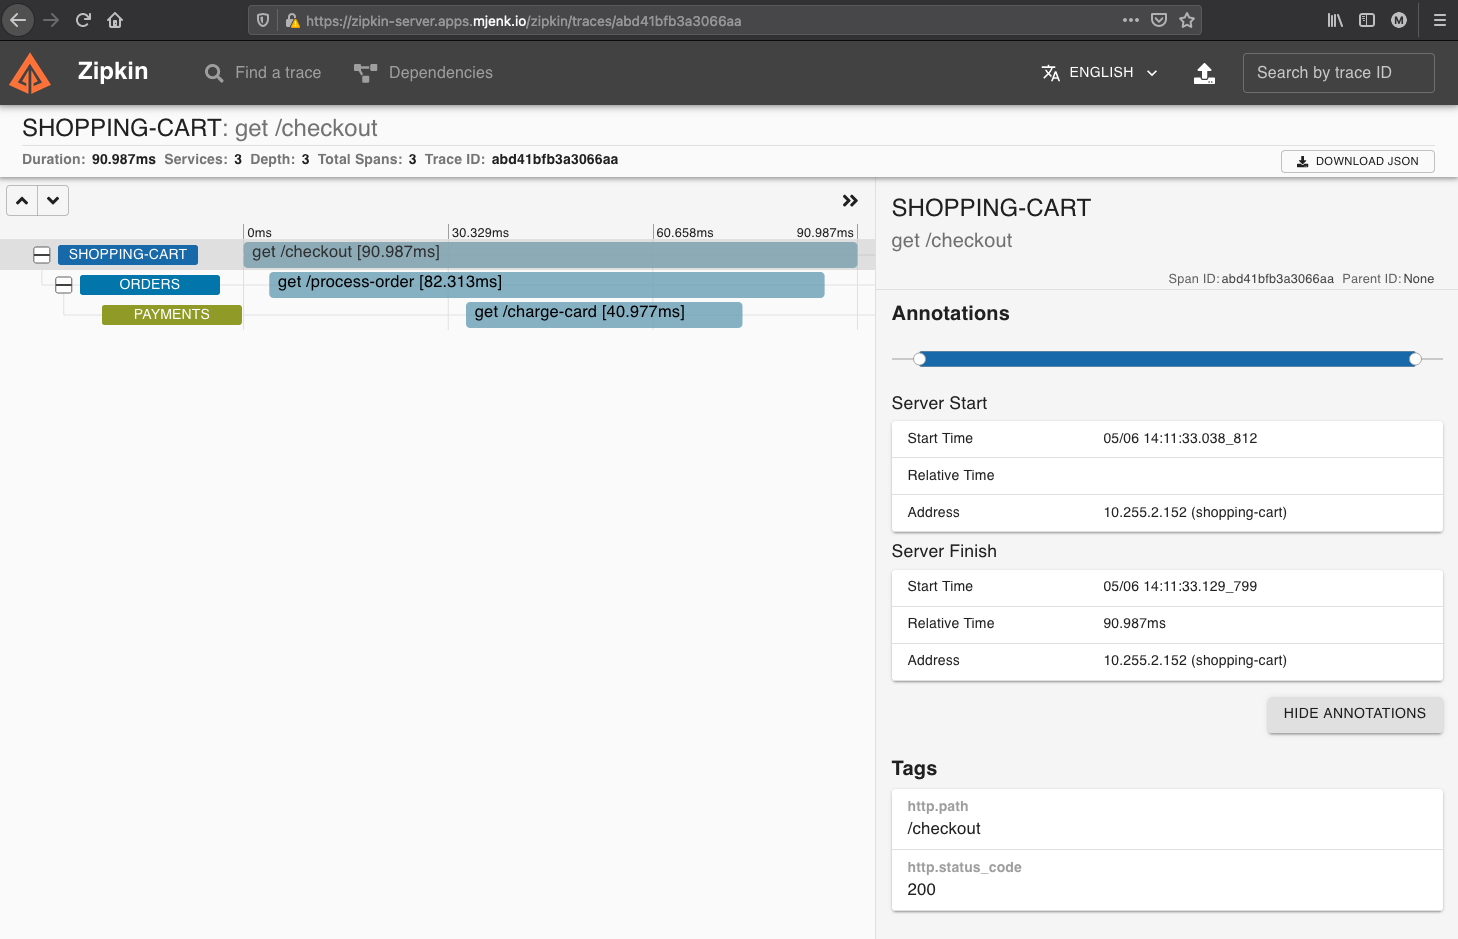 https://zipkin-server.apps.mjenk.io/zipkin/traces/abd41bfb3a3066aa
M
Zipkin
Find a trace
Dependencies
ENGLISH
Search by trace ID
SHOPPING-CART: get /checkout
Duration: 90.987ms Services: 3 Depth: 3 Total Spans: 3 Trace ID: abd41bfb3a3066aa
DOWNLOAD JSON
0ms 30.329ms 60.658ms 90.987ms
SHOPPING-CART get /checkout [90.987ms]
ORDERS get /process-order [82.313ms]
PAYMENTS get /charge-card [40.977ms]
SHOPPING-CART
get /checkout
Span ID: abd41bfb3a3066aa Parent ID: None
Annotations
Server Start
Start Time 05/06 14:11:33.038_812
Relative Time
Address 10.255.2.152 (shopping-cart)
Server Finish
Start Time 05/06 14:11:33.129_799
Relative Time 90.987ms
Address 10.255.2.152 (shopping-cart)
HIDE ANNOTATIONS
Tags
http.path
/checkout
http.status_code
200